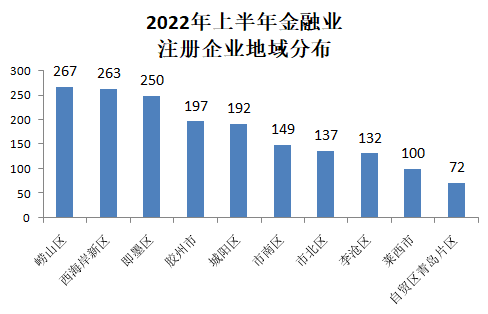 2022年上半年金融业
注册企业地域分布
300
250
200
150
100
50
0
267
263
250
197
192
149
137
132
100
72
崂山区
西海岸新区
即墨区
胶州市
城阳区
市南区
市北区
李沧区
莱西市
自贸区青岛片区